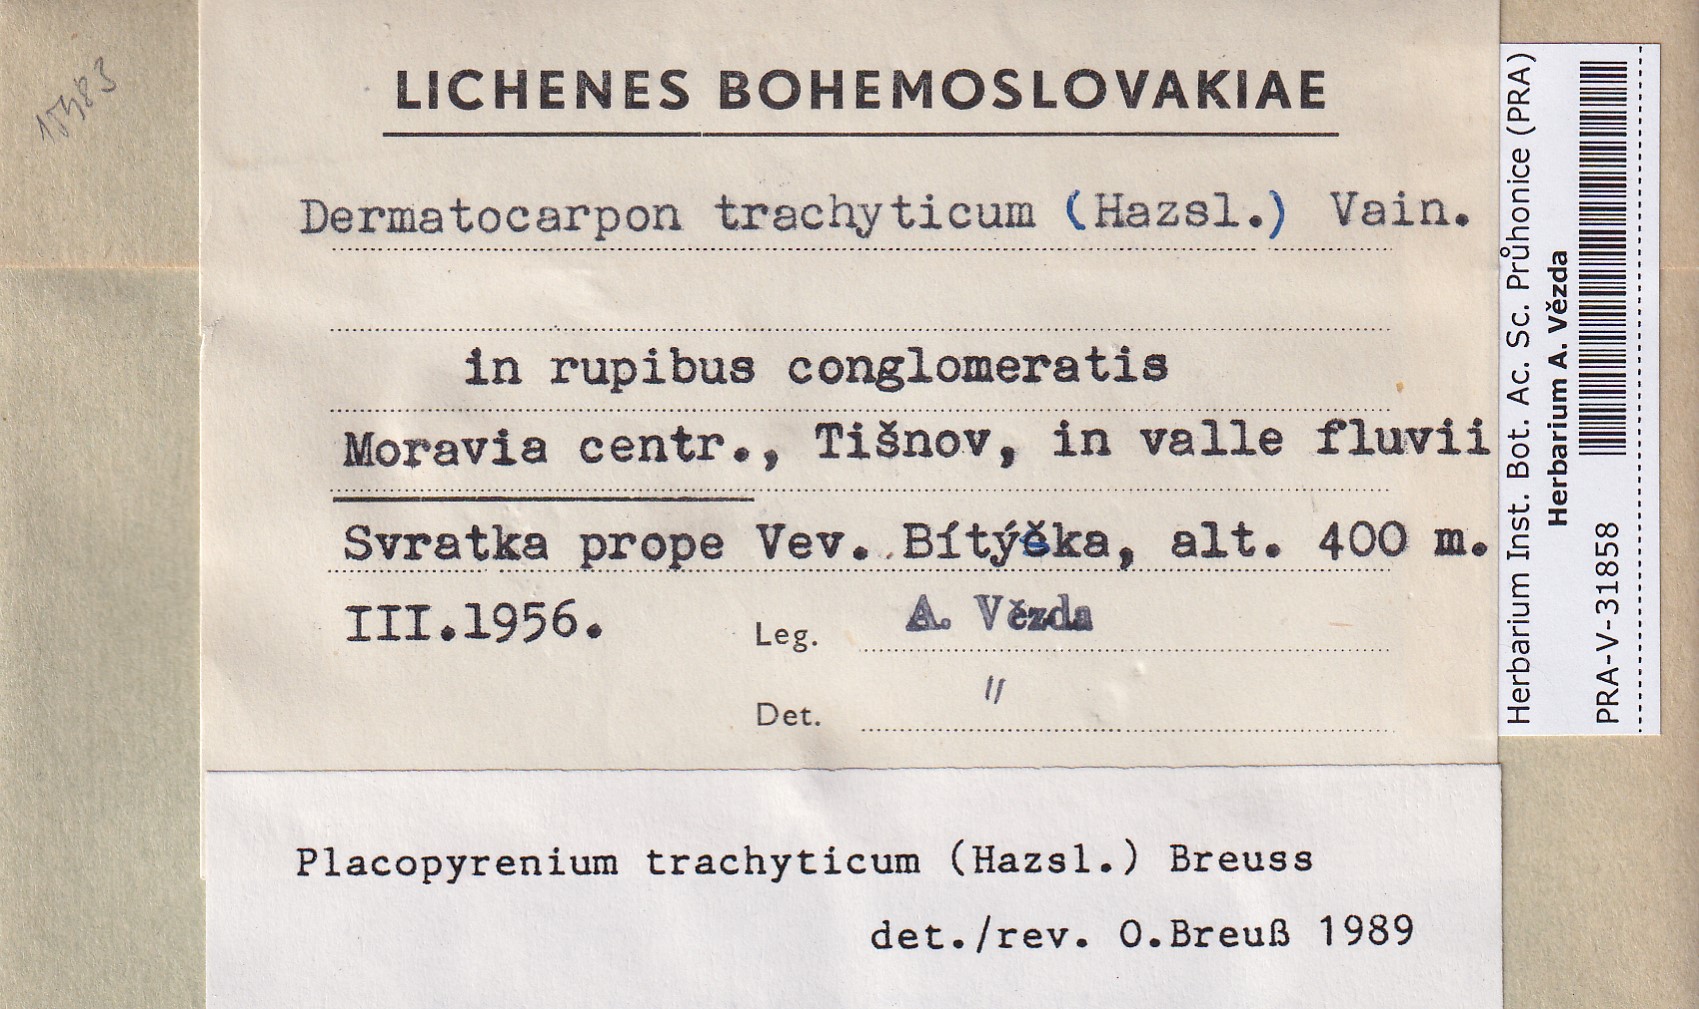 15483
LICHENES BOHEMOSLOVAKIAE
Dermatocarpon trachyticum (Hazsl.) Vain.
in rupibus conglomeratis
Moravia centr., Tišnov, in valle fluvii
Svratka prope Vev. Bítýška, alt. 400 m.
III.1956.
Leg. A. Vězda
Det. "
Placopyrenium trachyticum (Hazsl.) Breuss
det./rev. O.Breuß 1989
Herbarium Inst. Bot. Ac. Sc. Průhonice (PRA)
Herbarium A. Vězda
PRA-V-31858